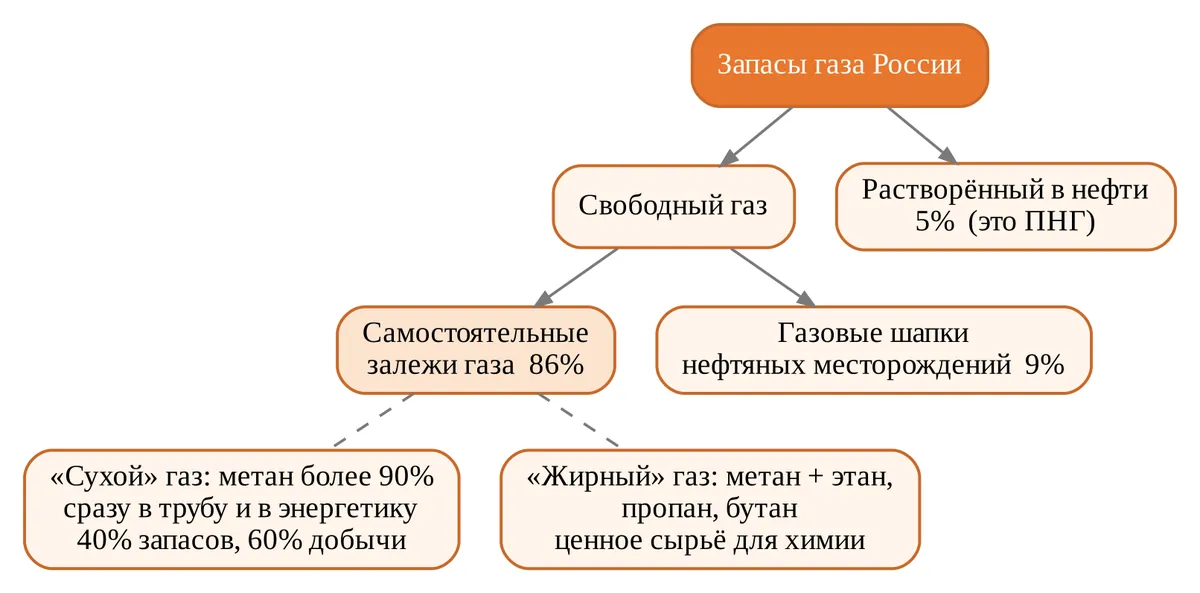 Запасы газа России
Свободный газ
Растворённый в нефти
5% (это ПНГ)
Самостоятельные
залежи газа 86%
Газовые шапки
нефтяных месторождений 9%
«Сухой» газ: метан более 90%
сразу в трубу и в энергетику
40% запасов, 60% добычи
«Жирный» газ: метан + этан,
пропан, бутан
ценное сырьё для химии